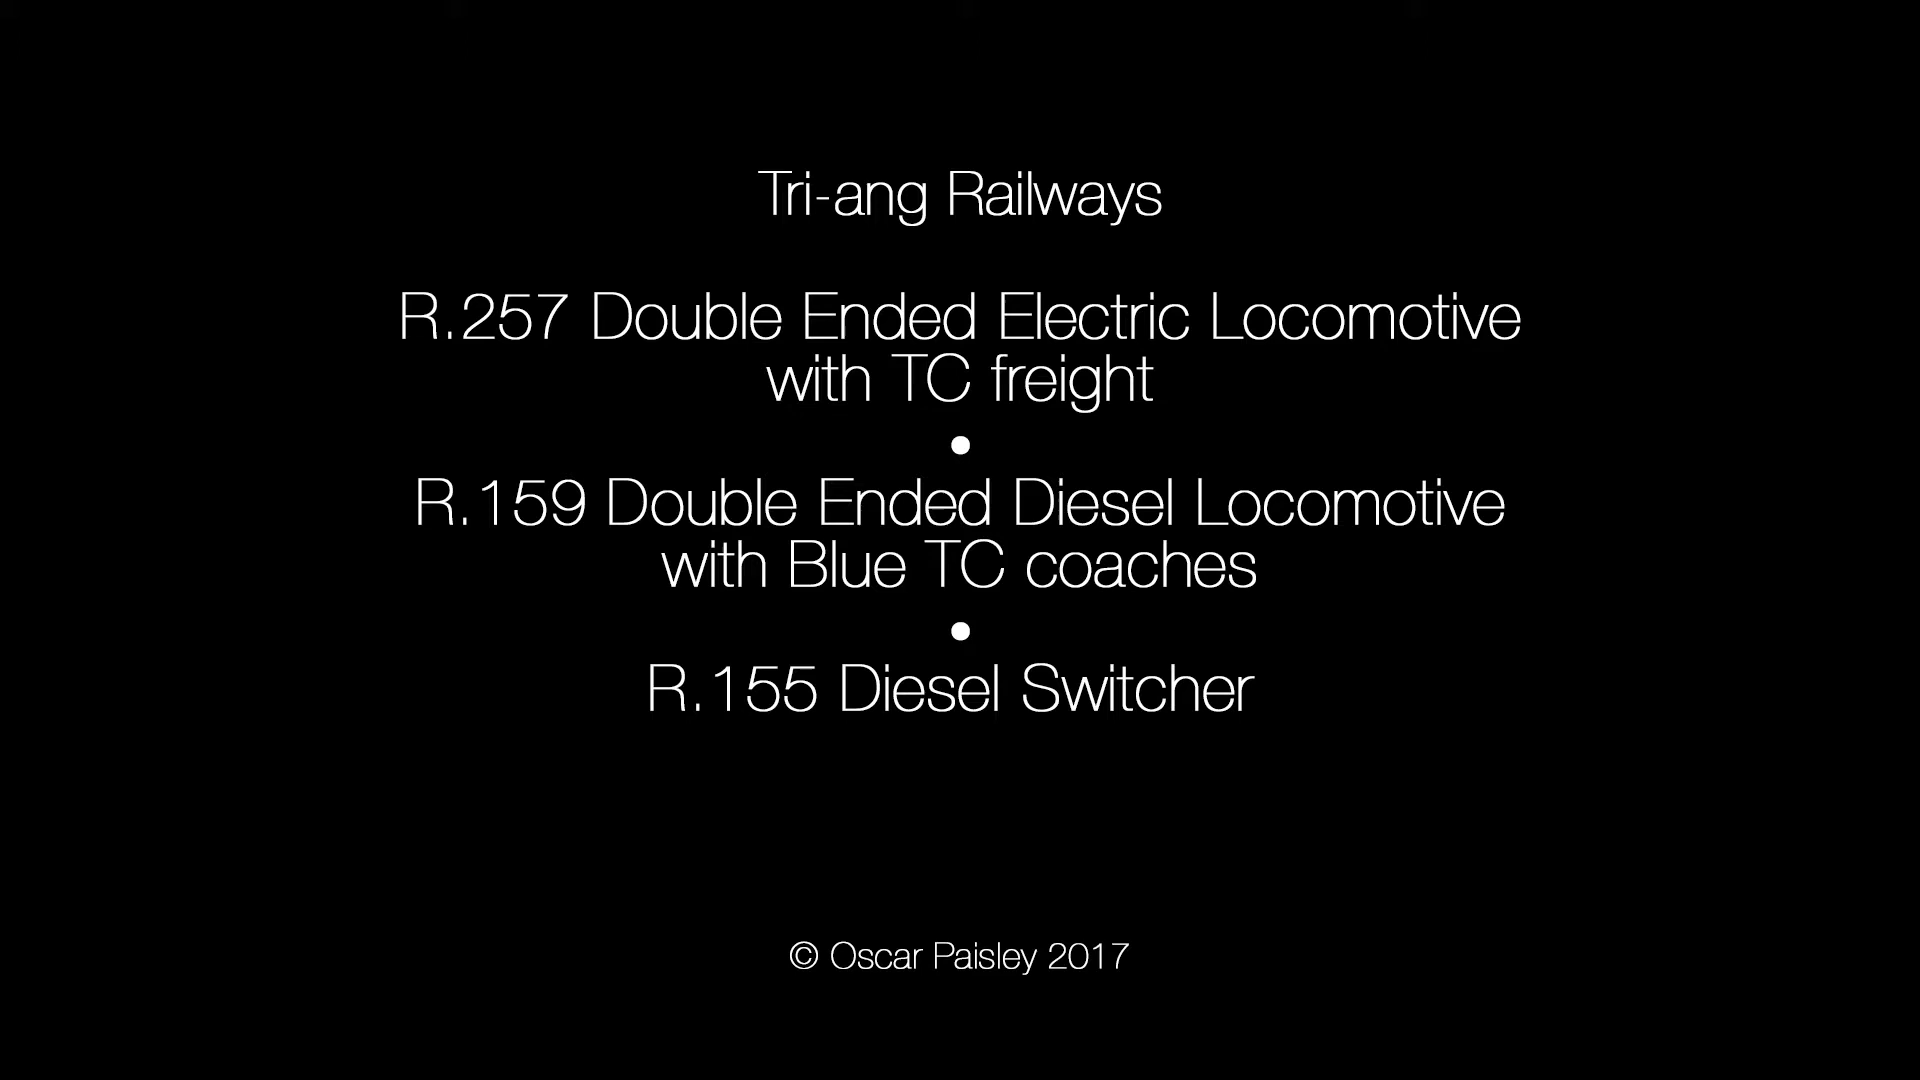 Tri-ang Railways
R.257 Double Ended Electric Locomotive
with TC freight
•
R.159 Double Ended Diesel Locomotive
with Blue TC coaches
•
R.155 Diesel Switcher
© Oscar Paisley 2017